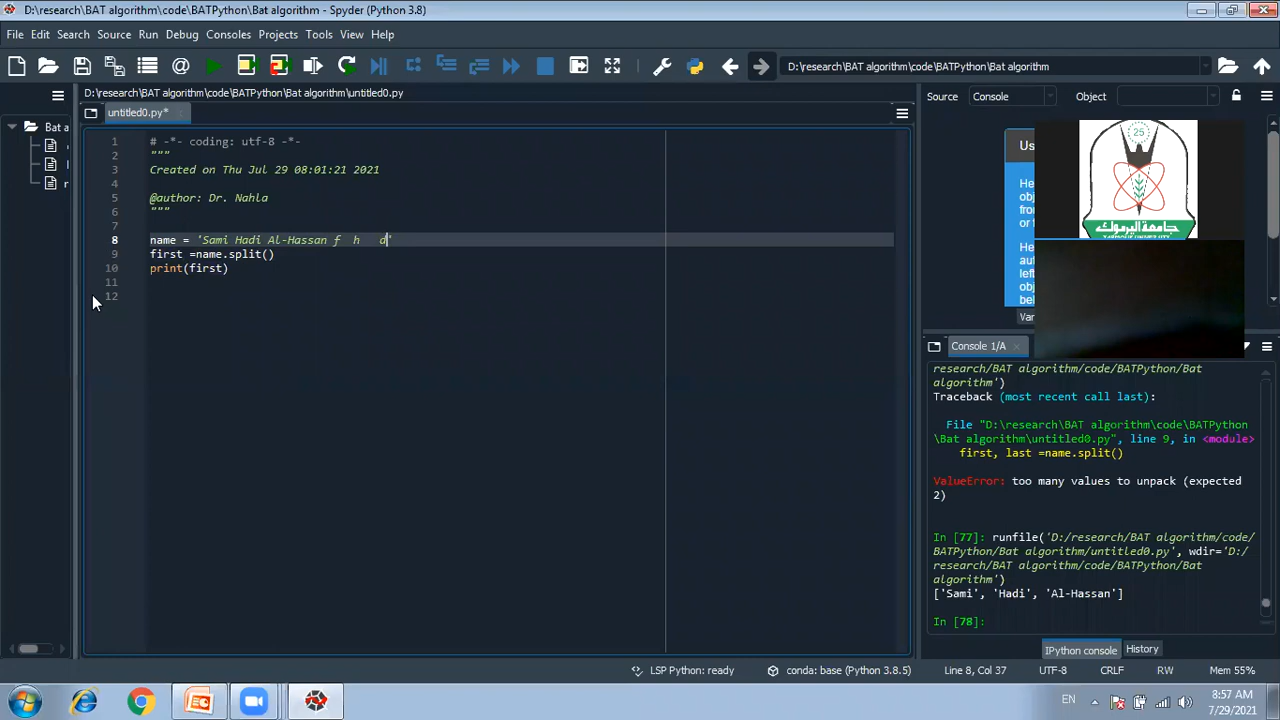 D:\research\BAT algorithm\code\BATPython\Bat algorithm - Spyder (Python 3.8)
File Edit Search Source Run Debug Consoles Projects Tools View Help
D:\research\BAT algorithm\code\BATPython\Bat algorithm
D:\research\BAT algorithm\code\BATPython\Bat algorithm\untitled0.py
Source Console Object
untitled0.py*
Bat a
1 # -*- coding: utf-8 -*-
2 """
3 Created on Thu Jul 29 08:01:21 2021
4
5 @author: Dr. Nahla
6 """
7
8 name = 'Sami Hadi Al-Hassan f h d'
9 first =name.split()
10 print(first)
11
12
25
جامعة اليرموك
Us
He
Console 1/A
research/BAT algorithm/code/BATPython/Bat
algorithm')
Traceback (most recent call last):
File "D:\research\BAT algorithm\code\BATPython
\Bat algorithm\untitled0.py", line 9, in <module>
first, last =name.split()
ValueError: too many values to unpack (expected
2)
In [77]: runfile('D:/research/BAT algorithm/code/
BATPython/Bat algorithm/untitled0.py', wdir='D:/
research/BAT algorithm/code/BATPython/Bat
algorithm')
['Sami', 'Hadi', 'Al-Hassan']
In [78]:
IPython console History
LSP Python: ready conda: base (Python 3.8.5) Line 8, Col 37 UTF-8 CRLF RW Mem 55%
EN 8:57 AM
7/29/2021